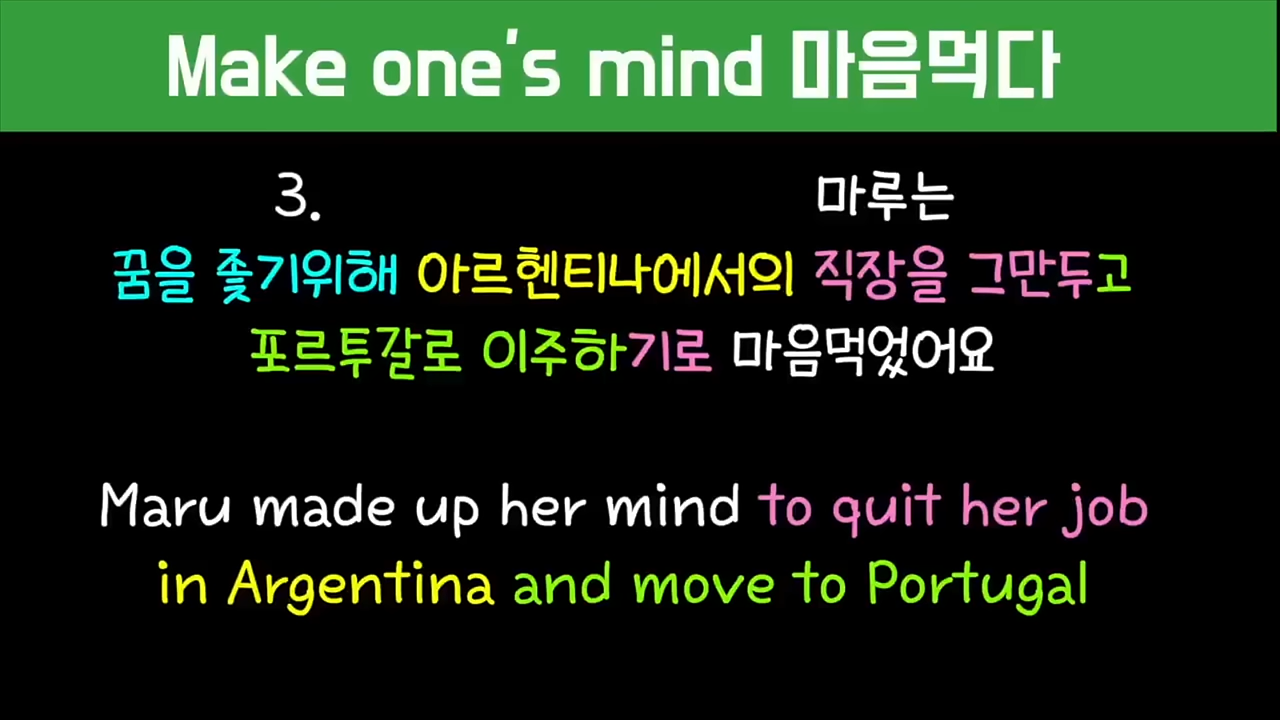 Make one's mind 마음먹다
3. 마루는
꿈을 좇기위해 아르헨티나에서의 직장을 그만두고
포르투갈로 이주하기로 마음먹었어요
Maru made up her mind to quit her job
in Argentina and move to Portugal